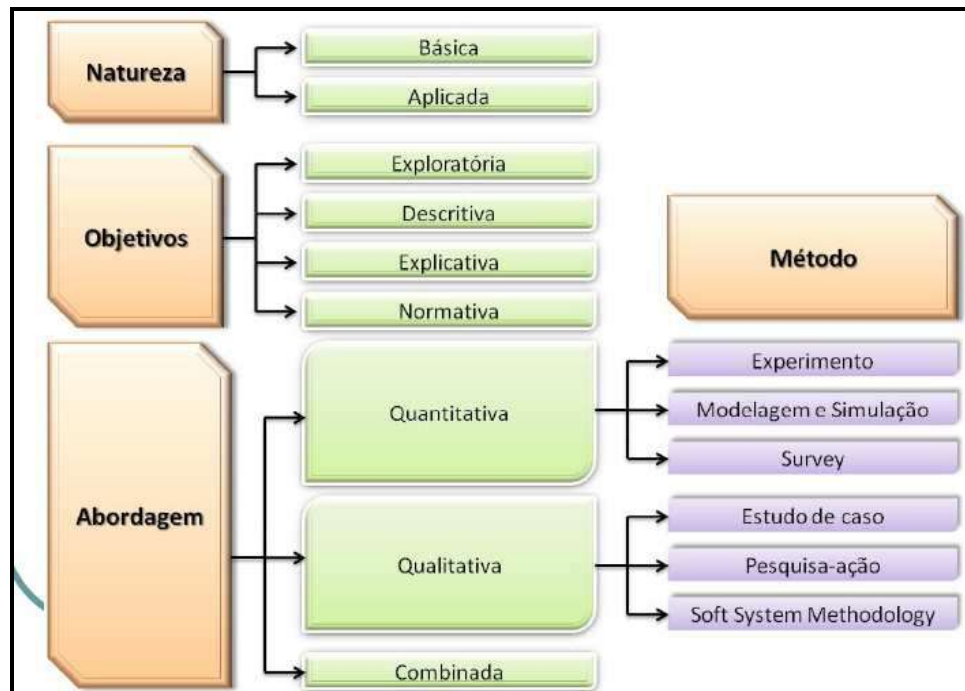 Natureza
Básica
Aplicada
Objetivos
Exploratória
Descritiva
Explicativa
Normativa
Método
Abordagem
Quantitativa
Experimento
Modelagem e Simulação
Survey
Qualitativa
Estudo de caso
Pesquisa-ação
Soft System Methodology
Combinada